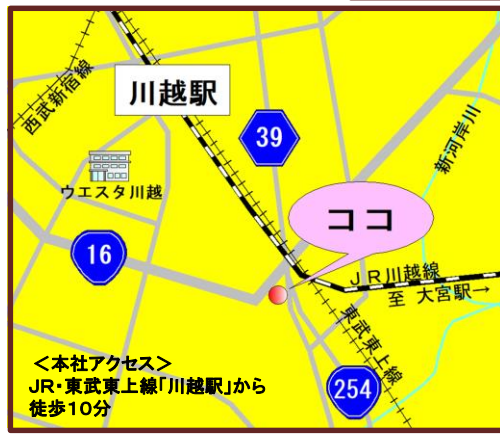 西武新宿線
川越駅
39
新河岸川
ウエスタ川越
ココ
16
JR川越線
至 大宮駅→
東武東上線
254
<本社アクセス>
JR・東武東上線「川越駅」から
徒歩10分